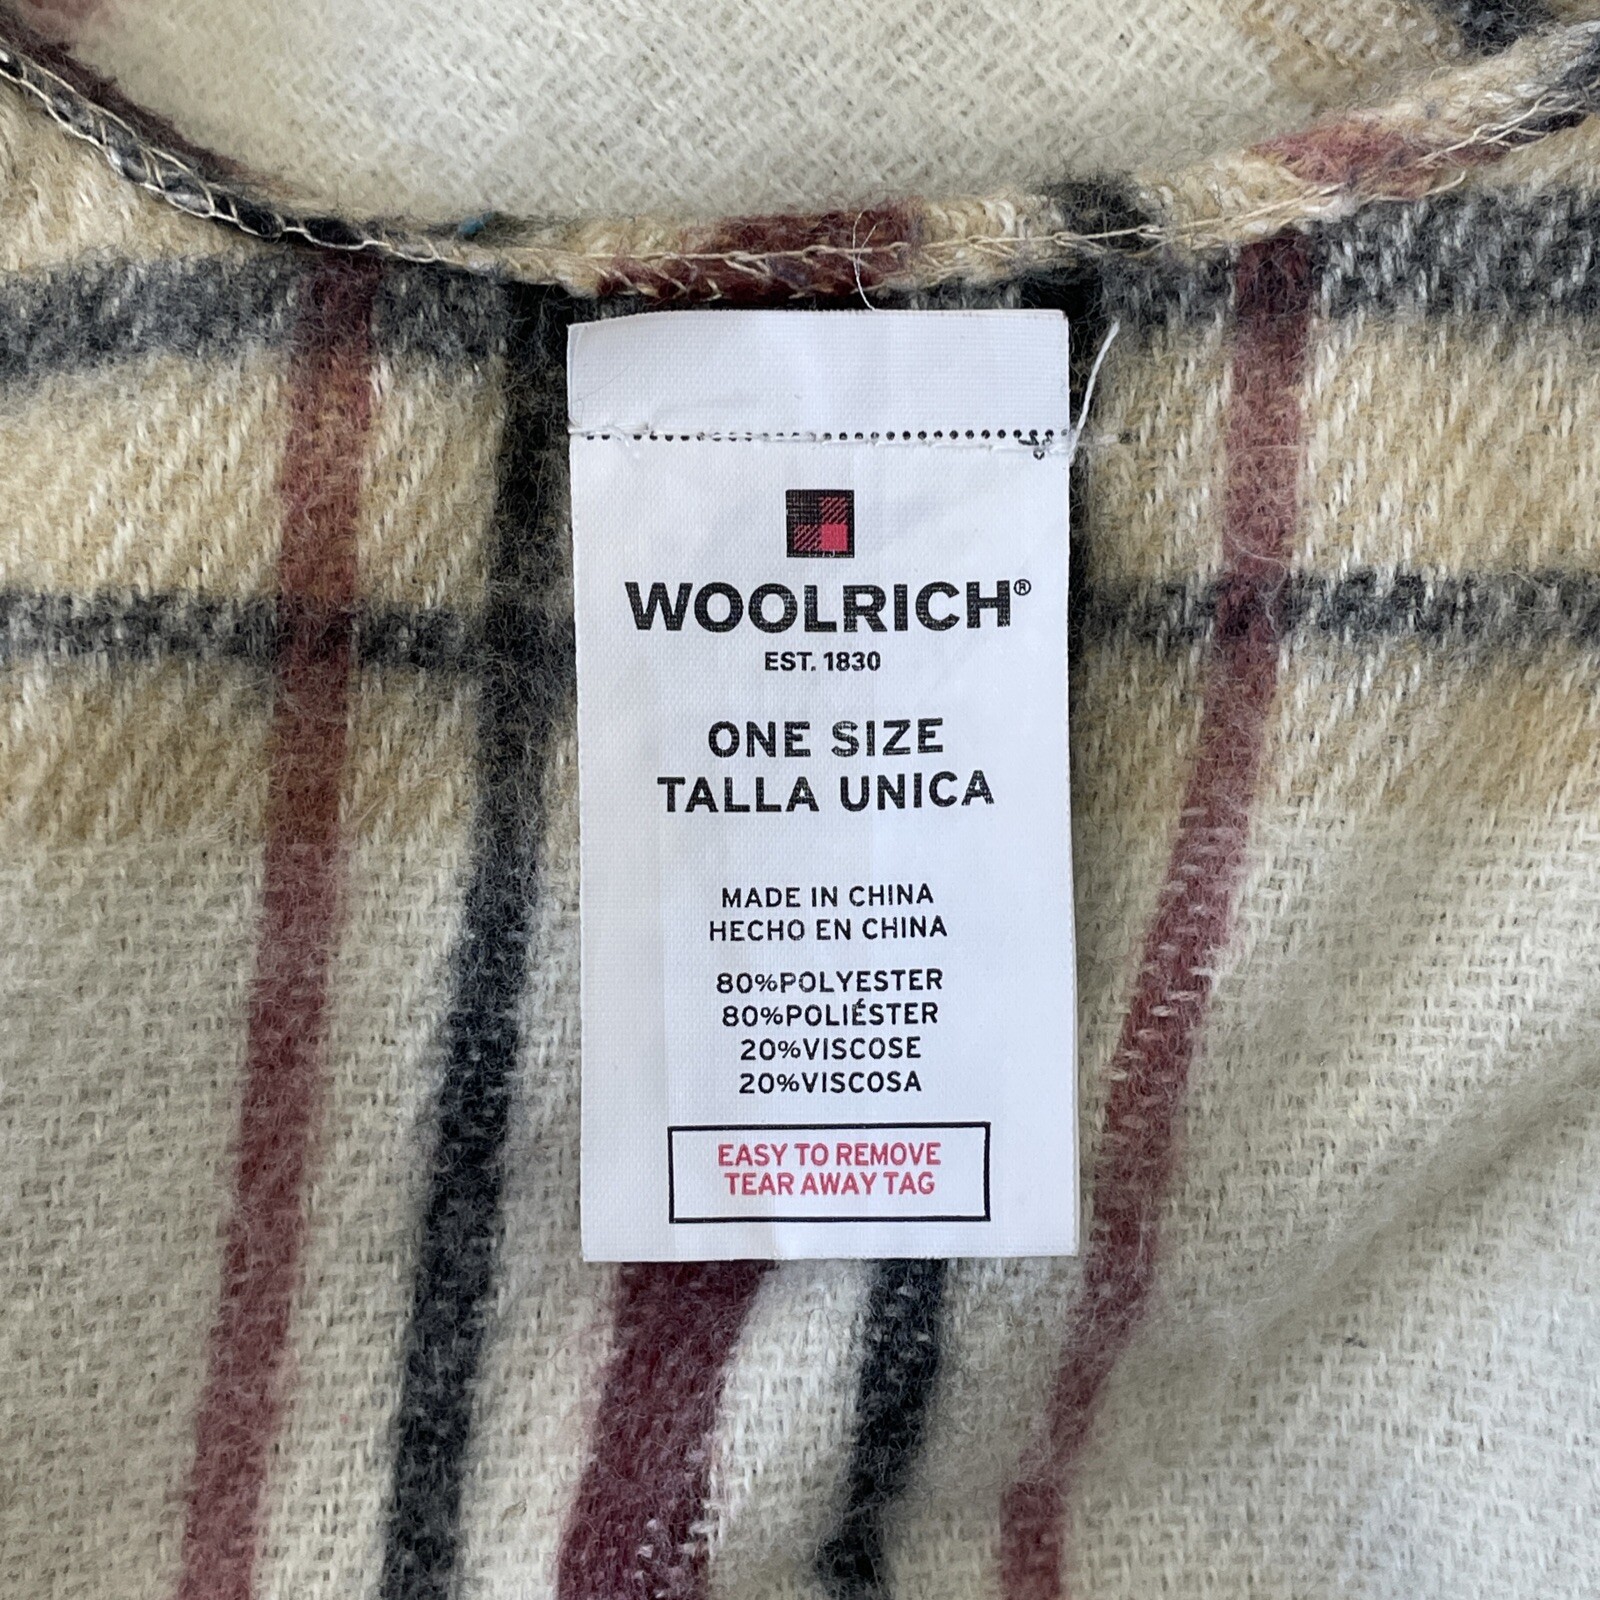 WOOLRICH®
EST. 1830
ONE SIZE
TALLA UNICA
MADE IN CHINA
HECHO EN CHINA
80%POLYESTER
80%POLIÉSTER
20%VISCOSE
20%VISCOSA
EASY TO REMOVE
TEAR AWAY TAG